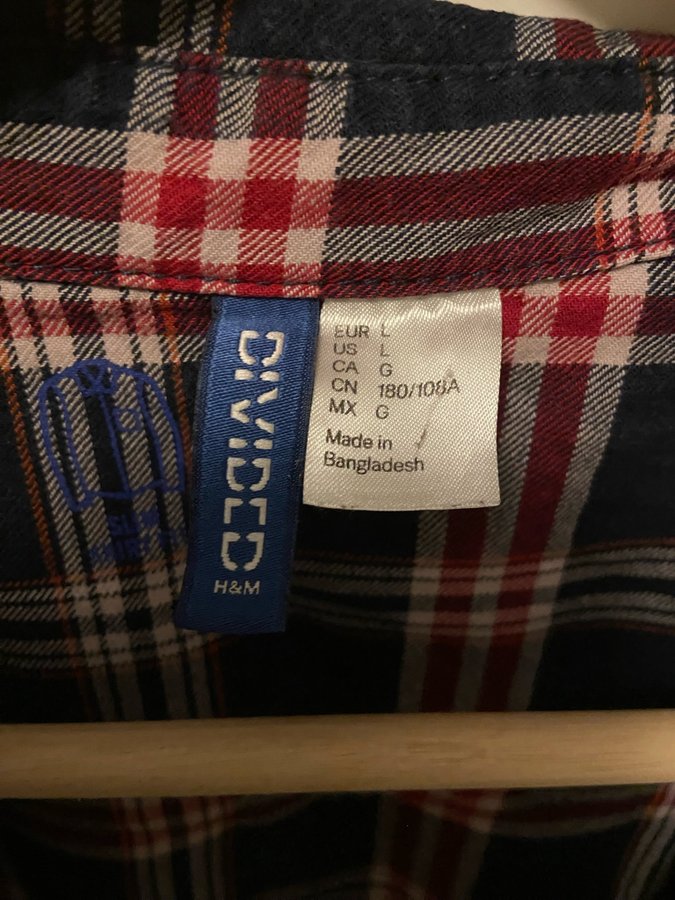 DIVIDED
H&M
EUR L
US L
CA G
CN 180/108A
MX G
Made in
Bangladesh